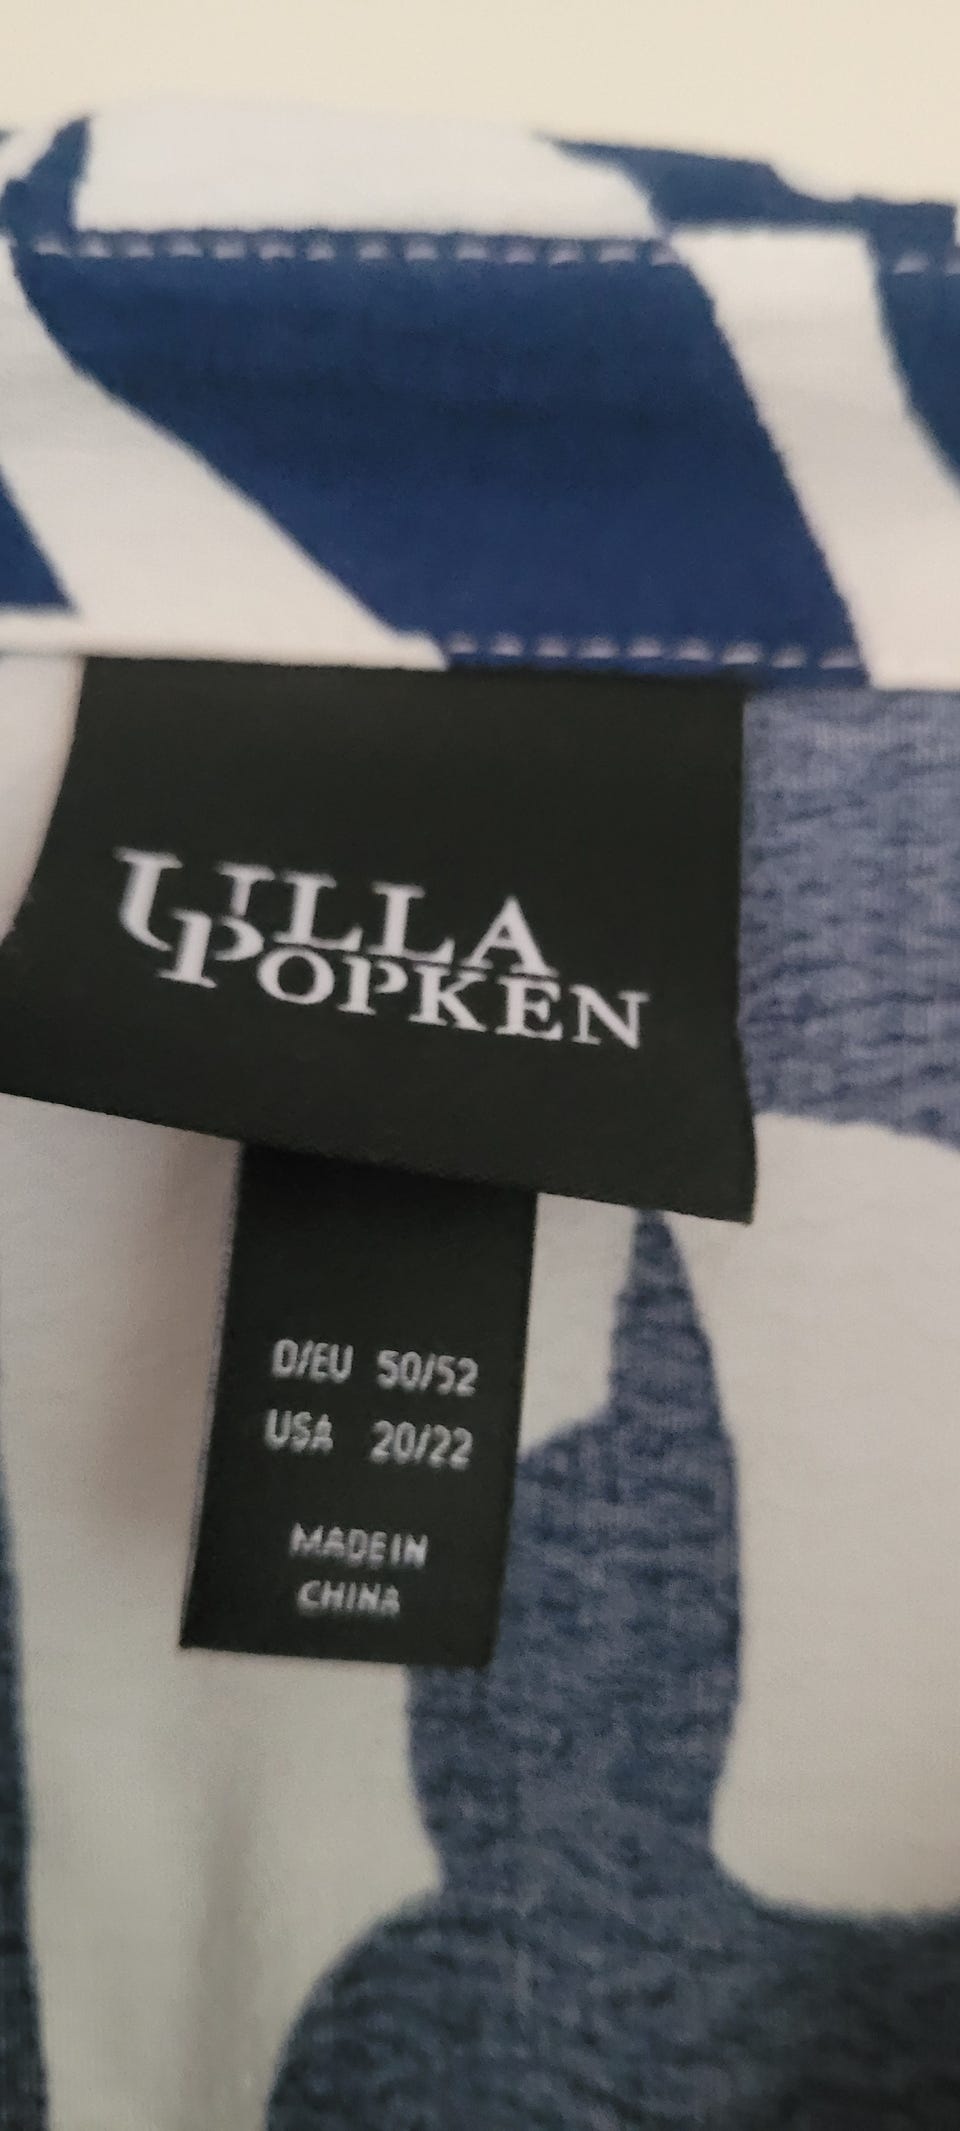 ULLA
POPKEN
D/EU 50/52
USA 20/22
MADE IN
CHINA